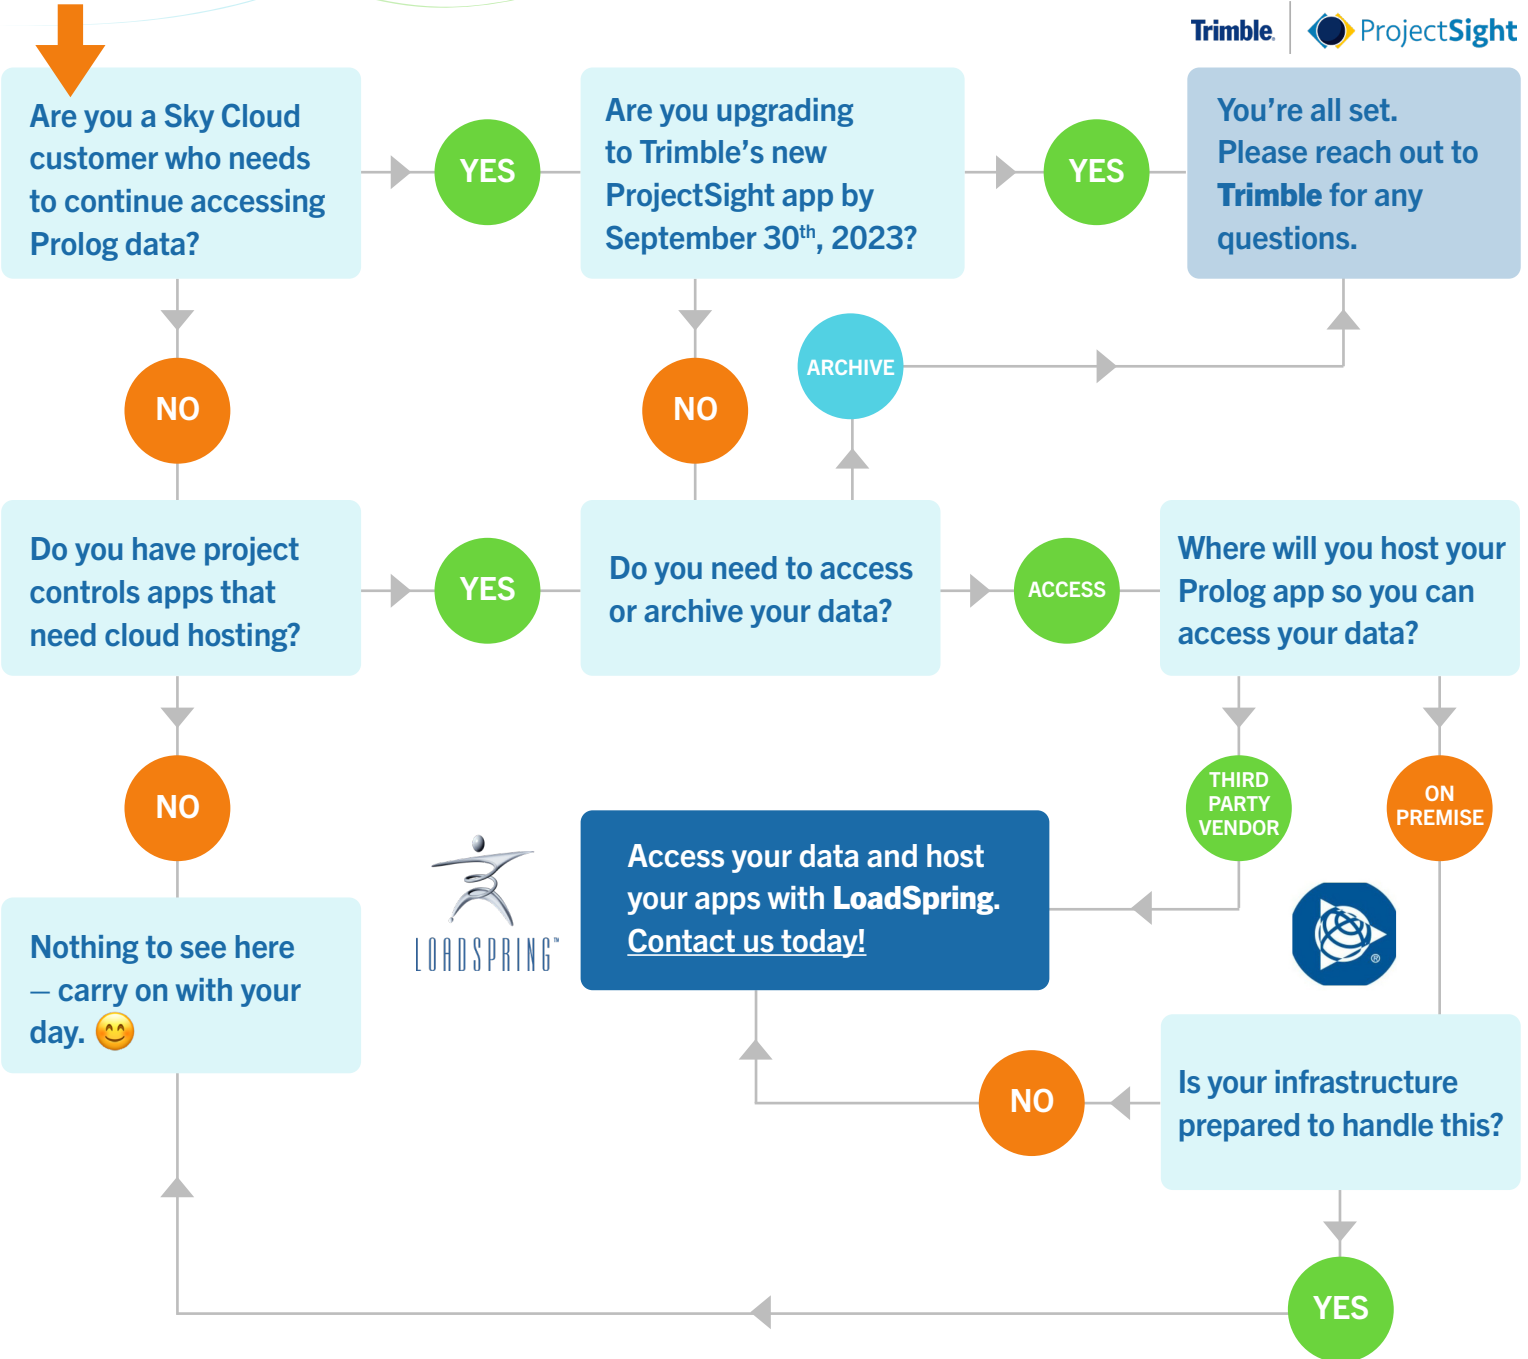 Trimble.
ProjectSight
Are you a Sky Cloud
customer who needs
to continue accessing
Prolog data?
YES
Are you upgrading
to Trimble’s new
ProjectSight app by
September 30th, 2023?
YES
You’re all set.
Please reach out to
Trimble for any
questions.
NO
NO
ARCHIVE
Do you have project
controls apps that
need cloud hosting?
YES
Do you need to access
or archive your data?
ACCESS
Where will you host your
Prolog app so you can
access your data?
NO
THIRD
PARTY
VENDOR
ON
PREMISE
LOADSPRING™
Access your data and host
your apps with LoadSpring.
Contact us today!
®
Nothing to see here
– carry on with your
day. 😊
NO
Is your infrastructure
prepared to handle this?
YES